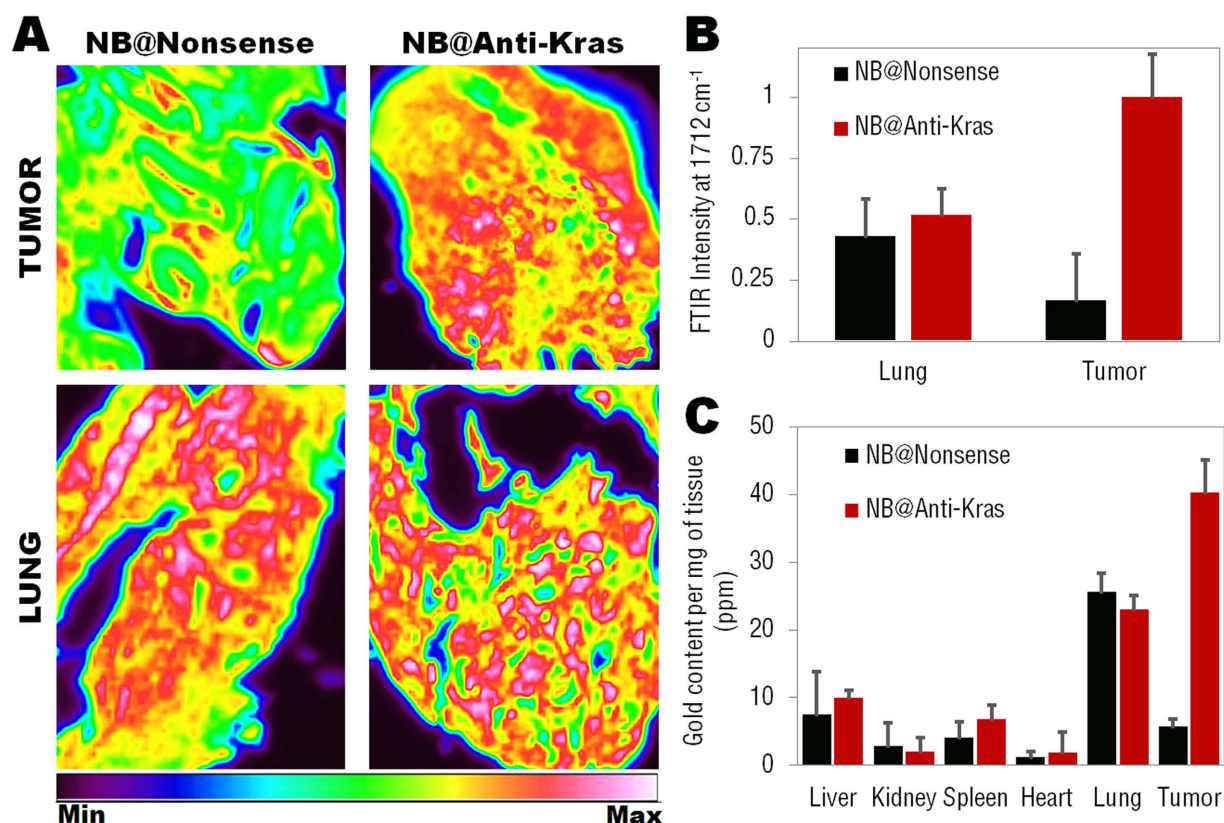 A
NB@Nonsense
NB@Anti-Kras
TUMOR
LUNG
Min
Max
B
FTIR Intensity at 1712 cm⁻¹
NB@Nonsense
NB@Anti-Kras
1
0.75
0.5
0.25
0
Lung
Tumor
C
Gold content per mg of tissue
(ppm)
NB@Nonsense
NB@Anti-Kras
50
40
30
20
10
0
Liver Kidney Spleen Heart Lung Tumor